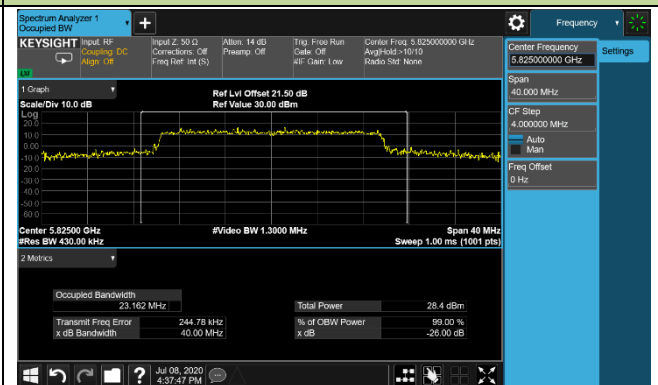 Spectrum Analyzer 1
Occupied BW
+
Frequency
KEYSIGHT
Input: RF
Coupling: DC
Align: Off
Input Z: 50 Ω
Corrections: Off
Freq Ref: Int (S)
Atten: 14 dB
Preamp: Off
Trig: Free Run
Gate: Off
#IF Gain: Low
Center Freq: 5.825000000 GHz
Avg|Hold:>10/10
Radio Std: None
Center Frequency
5.825000000 GHz
Settings
Span
40.000 MHz
CF Step
4.000000 MHz
Auto
Man
Freq Offset
0 Hz
1 Graph
Scale/Div 10.0 dB
Ref Lvl Offset 21.50 dB
Ref Value 30.00 dBm
Log
20.0
10.0
0.00
-10.0
-20.0
-30.0
-40.0
-50.0
-60.0
Center 5.82500 GHz
#Res BW 430.00 kHz
#Video BW 1.3000 MHz
Span 40 MHz
Sweep 1.00 ms (1001 pts)
2 Metrics
Occupied Bandwidth
23.162 MHz
Total Power 28.4 dBm
Transmit Freq Error 244.78 kHz
% of OBW Power 99.00 %
x dB Bandwidth 40.00 MHz
x dB -26.00 dB
?
Jul 08, 2020
4:37:47 PM